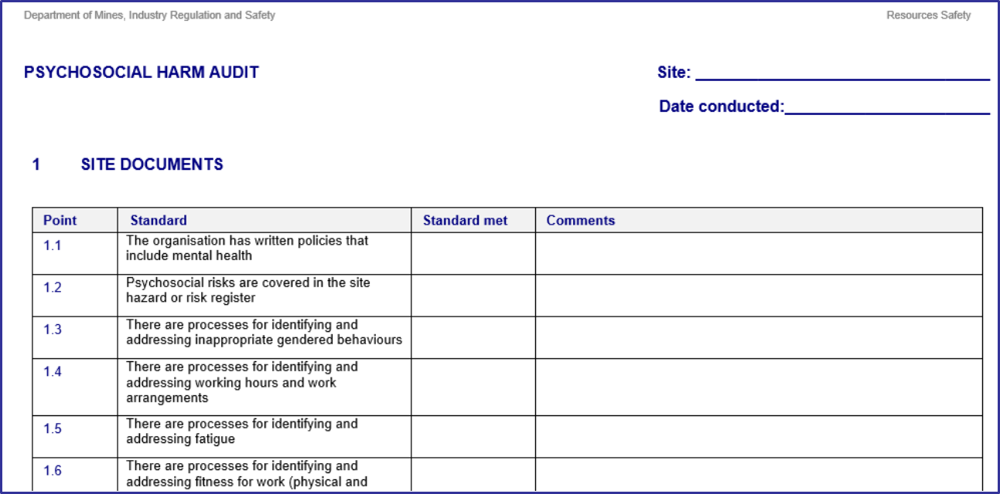 Department of Mines, Industry Regulation and Safety
Resources Safety
PSYCHOSOCIAL HARM AUDIT
Site:
Date conducted:
1 SITE DOCUMENTS
Point Standard Standard met Comments
1.1 The organisation has written policies that
include mental health
1.2 Psychosocial risks are covered in the site
hazard or risk register
1.3 There are processes for identifying and
addressing inappropriate gendered behaviours
1.4 There are processes for identifying and
addressing working hours and work
arrangements
1.5 There are processes for identifying and
addressing fatigue
1.6 There are processes for identifying and
addressing fitness for work (physical and